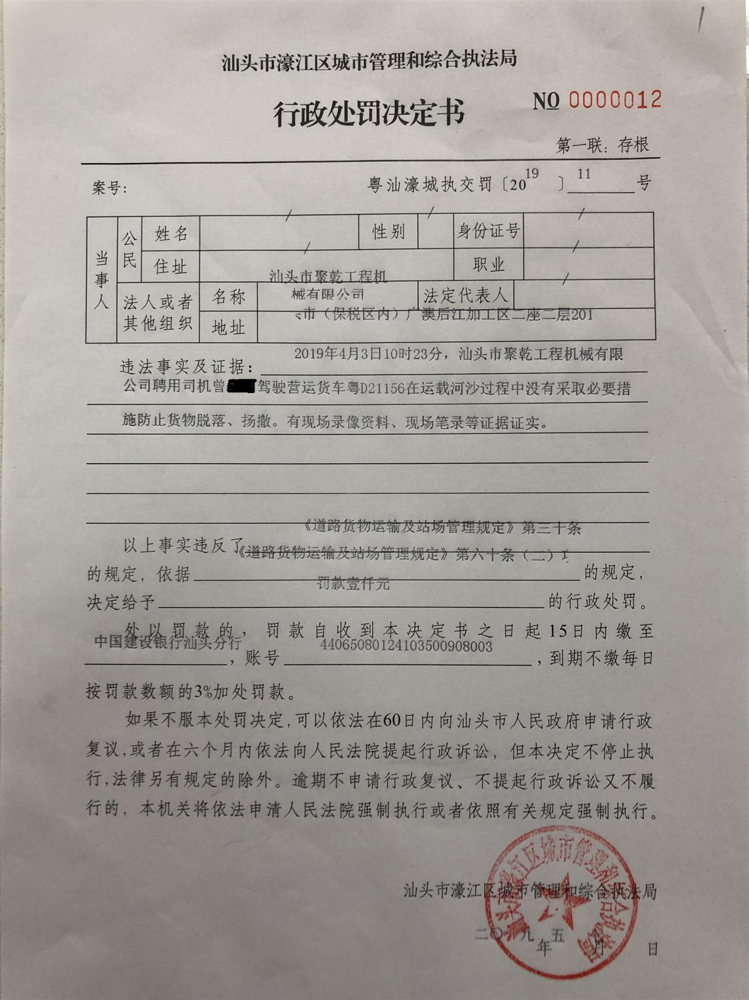 汕头市濠江区城市管理和综合执法局
行政处罚决定书
NO 0000012
第一联：存根
案号： 粤汕濠城执交罚〔2019〕11号
当事人 公民 姓名 / 性别 / 身份证号 /
住址 / 职业 /
法人或者其他组织 名称 汕头市聚乾工程机械有限公司 法定代表人 /
地址 市（保税区内）广澳后江加工区二座二层201
违法事实及证据：2019年4月3日10时23分，汕头市聚乾工程机械有限
公司聘用司机曾 驾驶营运货车粤D21156在运载河沙过程中没有采取必要措
施防止货物脱落、扬撒。有现场录像资料、现场笔录等证据证实。
以上事实违反了《道路货物运输及站场管理规定》第三十条
的规定，依据《道路货物运输及站场管理规定》第六十条（二）项的规定，
决定给予罚款壹仟元的行政处罚。
处以罚款的，罚款自收到本决定书之日起15日内缴至
中国建设银行汕头分行，账号44065080124103500908003，到期不缴每日
按罚款数额的3%加处罚款。
如果不服本处罚决定,可以依法在60日内向汕头市人民政府申请行政
复议,或者在六个月内依法向人民法院提起行政诉讼，但本决定不停止执
行,法律另有规定的除外。逾期不申请行政复议、不提起行政诉讼又不履
行的，本机关将依法申请人民法院强制执行或者依照有关规定强制执行。
汕头市濠江区城市管理和综合执法局
二〇一九年五月 日
汕头市濠江区城市管理和综合执法局